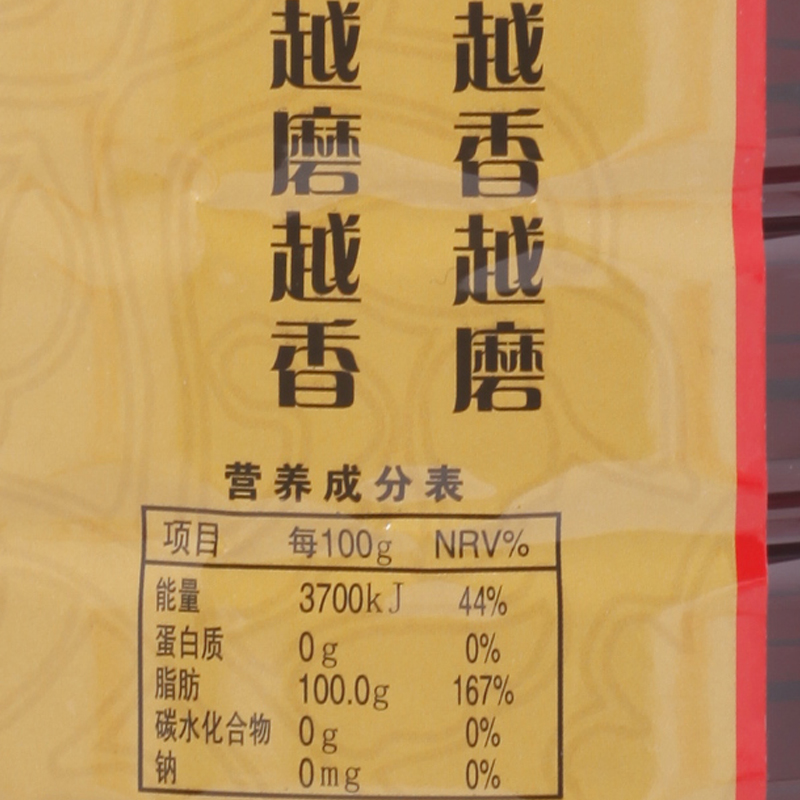 越香越磨
越磨越香
营养成分表
项目 每100g NRV%
能量 3700kJ 44%
蛋白质 0g 0%
脂肪 100.0g 167%
碳水化合物 0g 0%
钠 0mg 0%